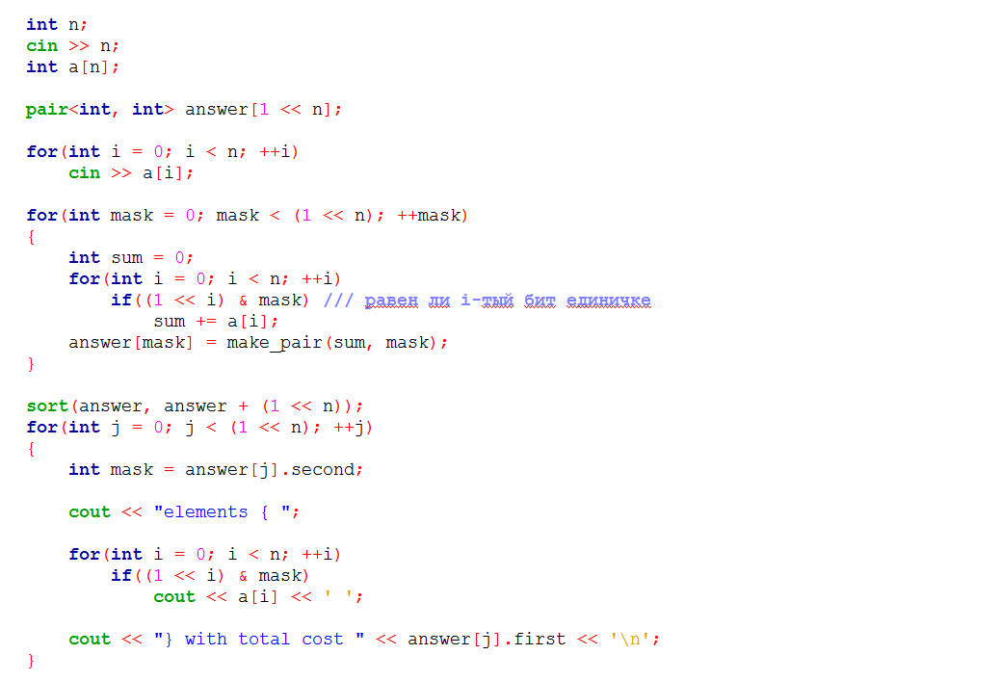 int n;
cin >> n;
int a[n];
pair<int, int> answer[1 << n];
for(int i = 0; i < n; ++i)
cin >> a[i];
for(int mask = 0; mask < (1 << n); ++mask)
{
int sum = 0;
for(int i = 0; i < n; ++i)
if((1 << i) & mask) /// равен ли i-тый бит единичке
sum += a[i];
answer[mask] = make_pair(sum, mask);
}
sort(answer, answer + (1 << n));
for(int j = 0; j < (1 << n); ++j)
{
int mask = answer[j].second;
cout << "elements { ";
for(int i = 0; i < n; ++i)
if((1 << i) & mask)
cout << a[i] << ' ';
cout << "} with total cost " << answer[j].first << '\n';
}